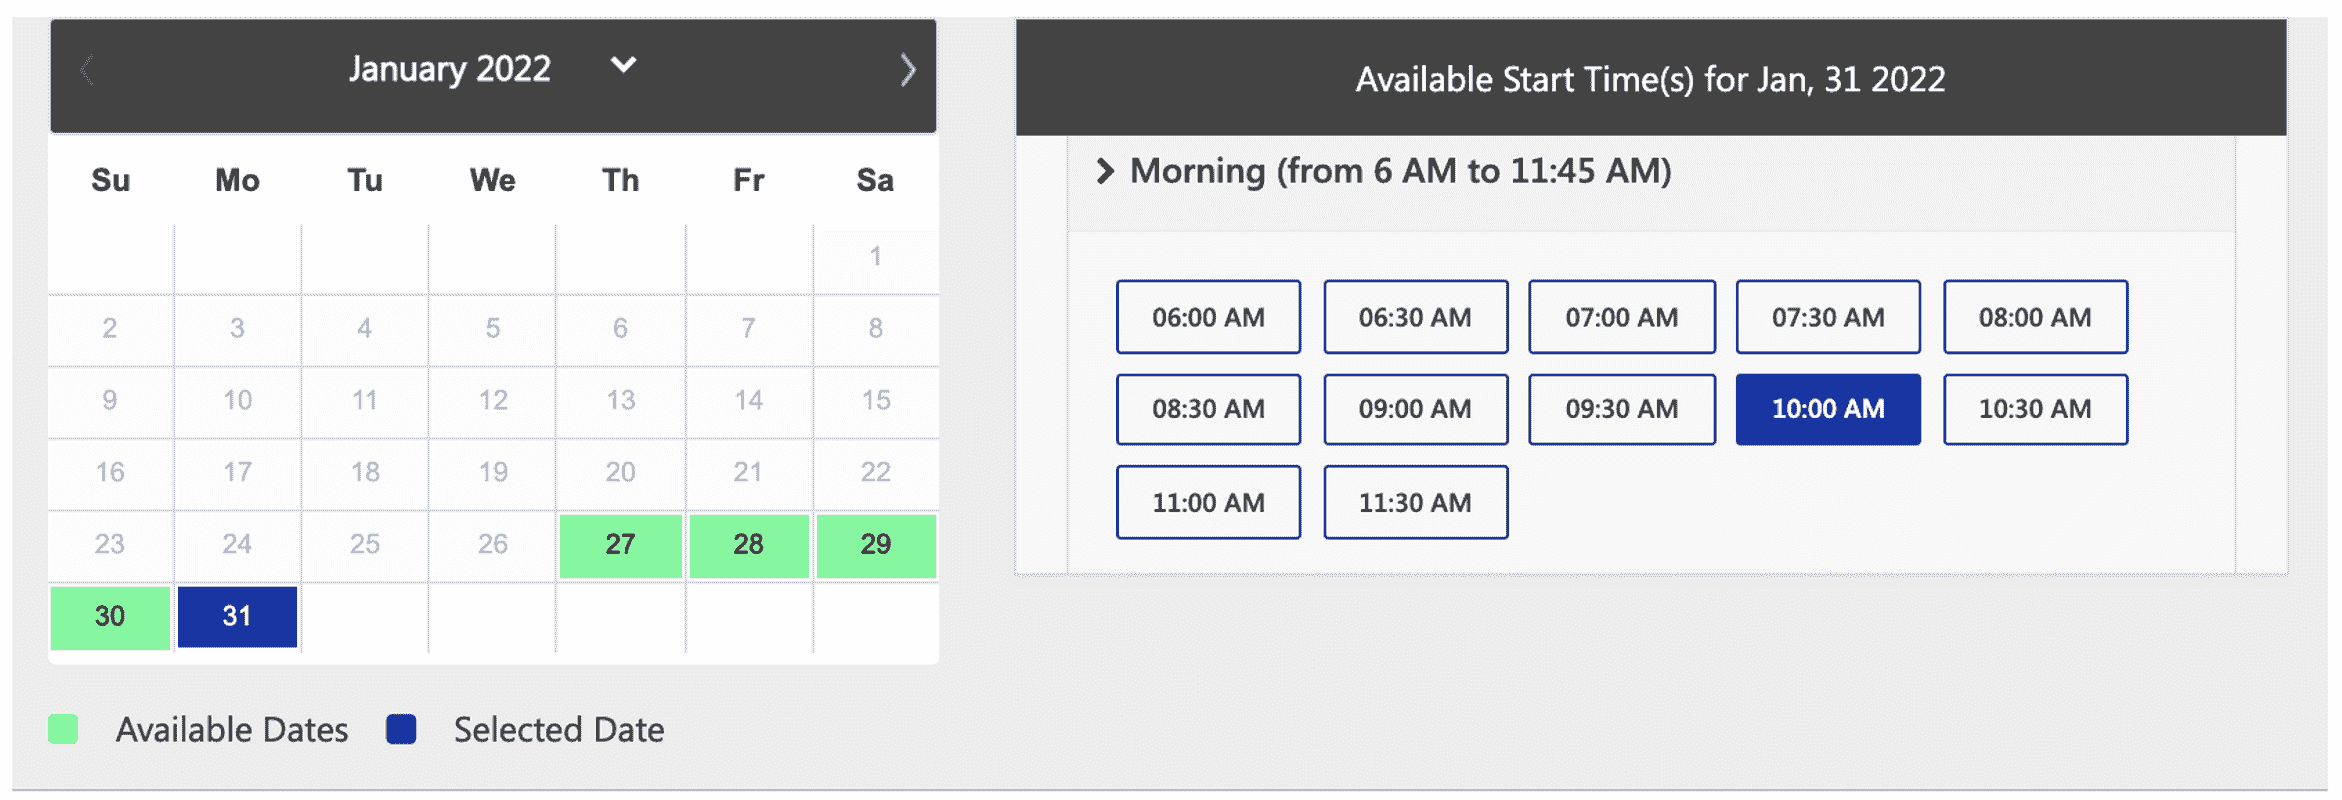 January 2022
Su Mo Tu We Th Fr Sa
1
2 3 4 5 6 7 8
9 10 11 12 13 14 15
16 17 18 19 20 21 22
23 24 25 26 27 28 29
30 31
Available Dates Selected Date
Available Start Time(s) for Jan, 31 2022
Morning (from 6 AM to 11:45 AM)
06:00 AM 06:30 AM 07:00 AM 07:30 AM 08:00 AM
08:30 AM 09:00 AM 09:30 AM 10:00 AM 10:30 AM
11:00 AM 11:30 AM